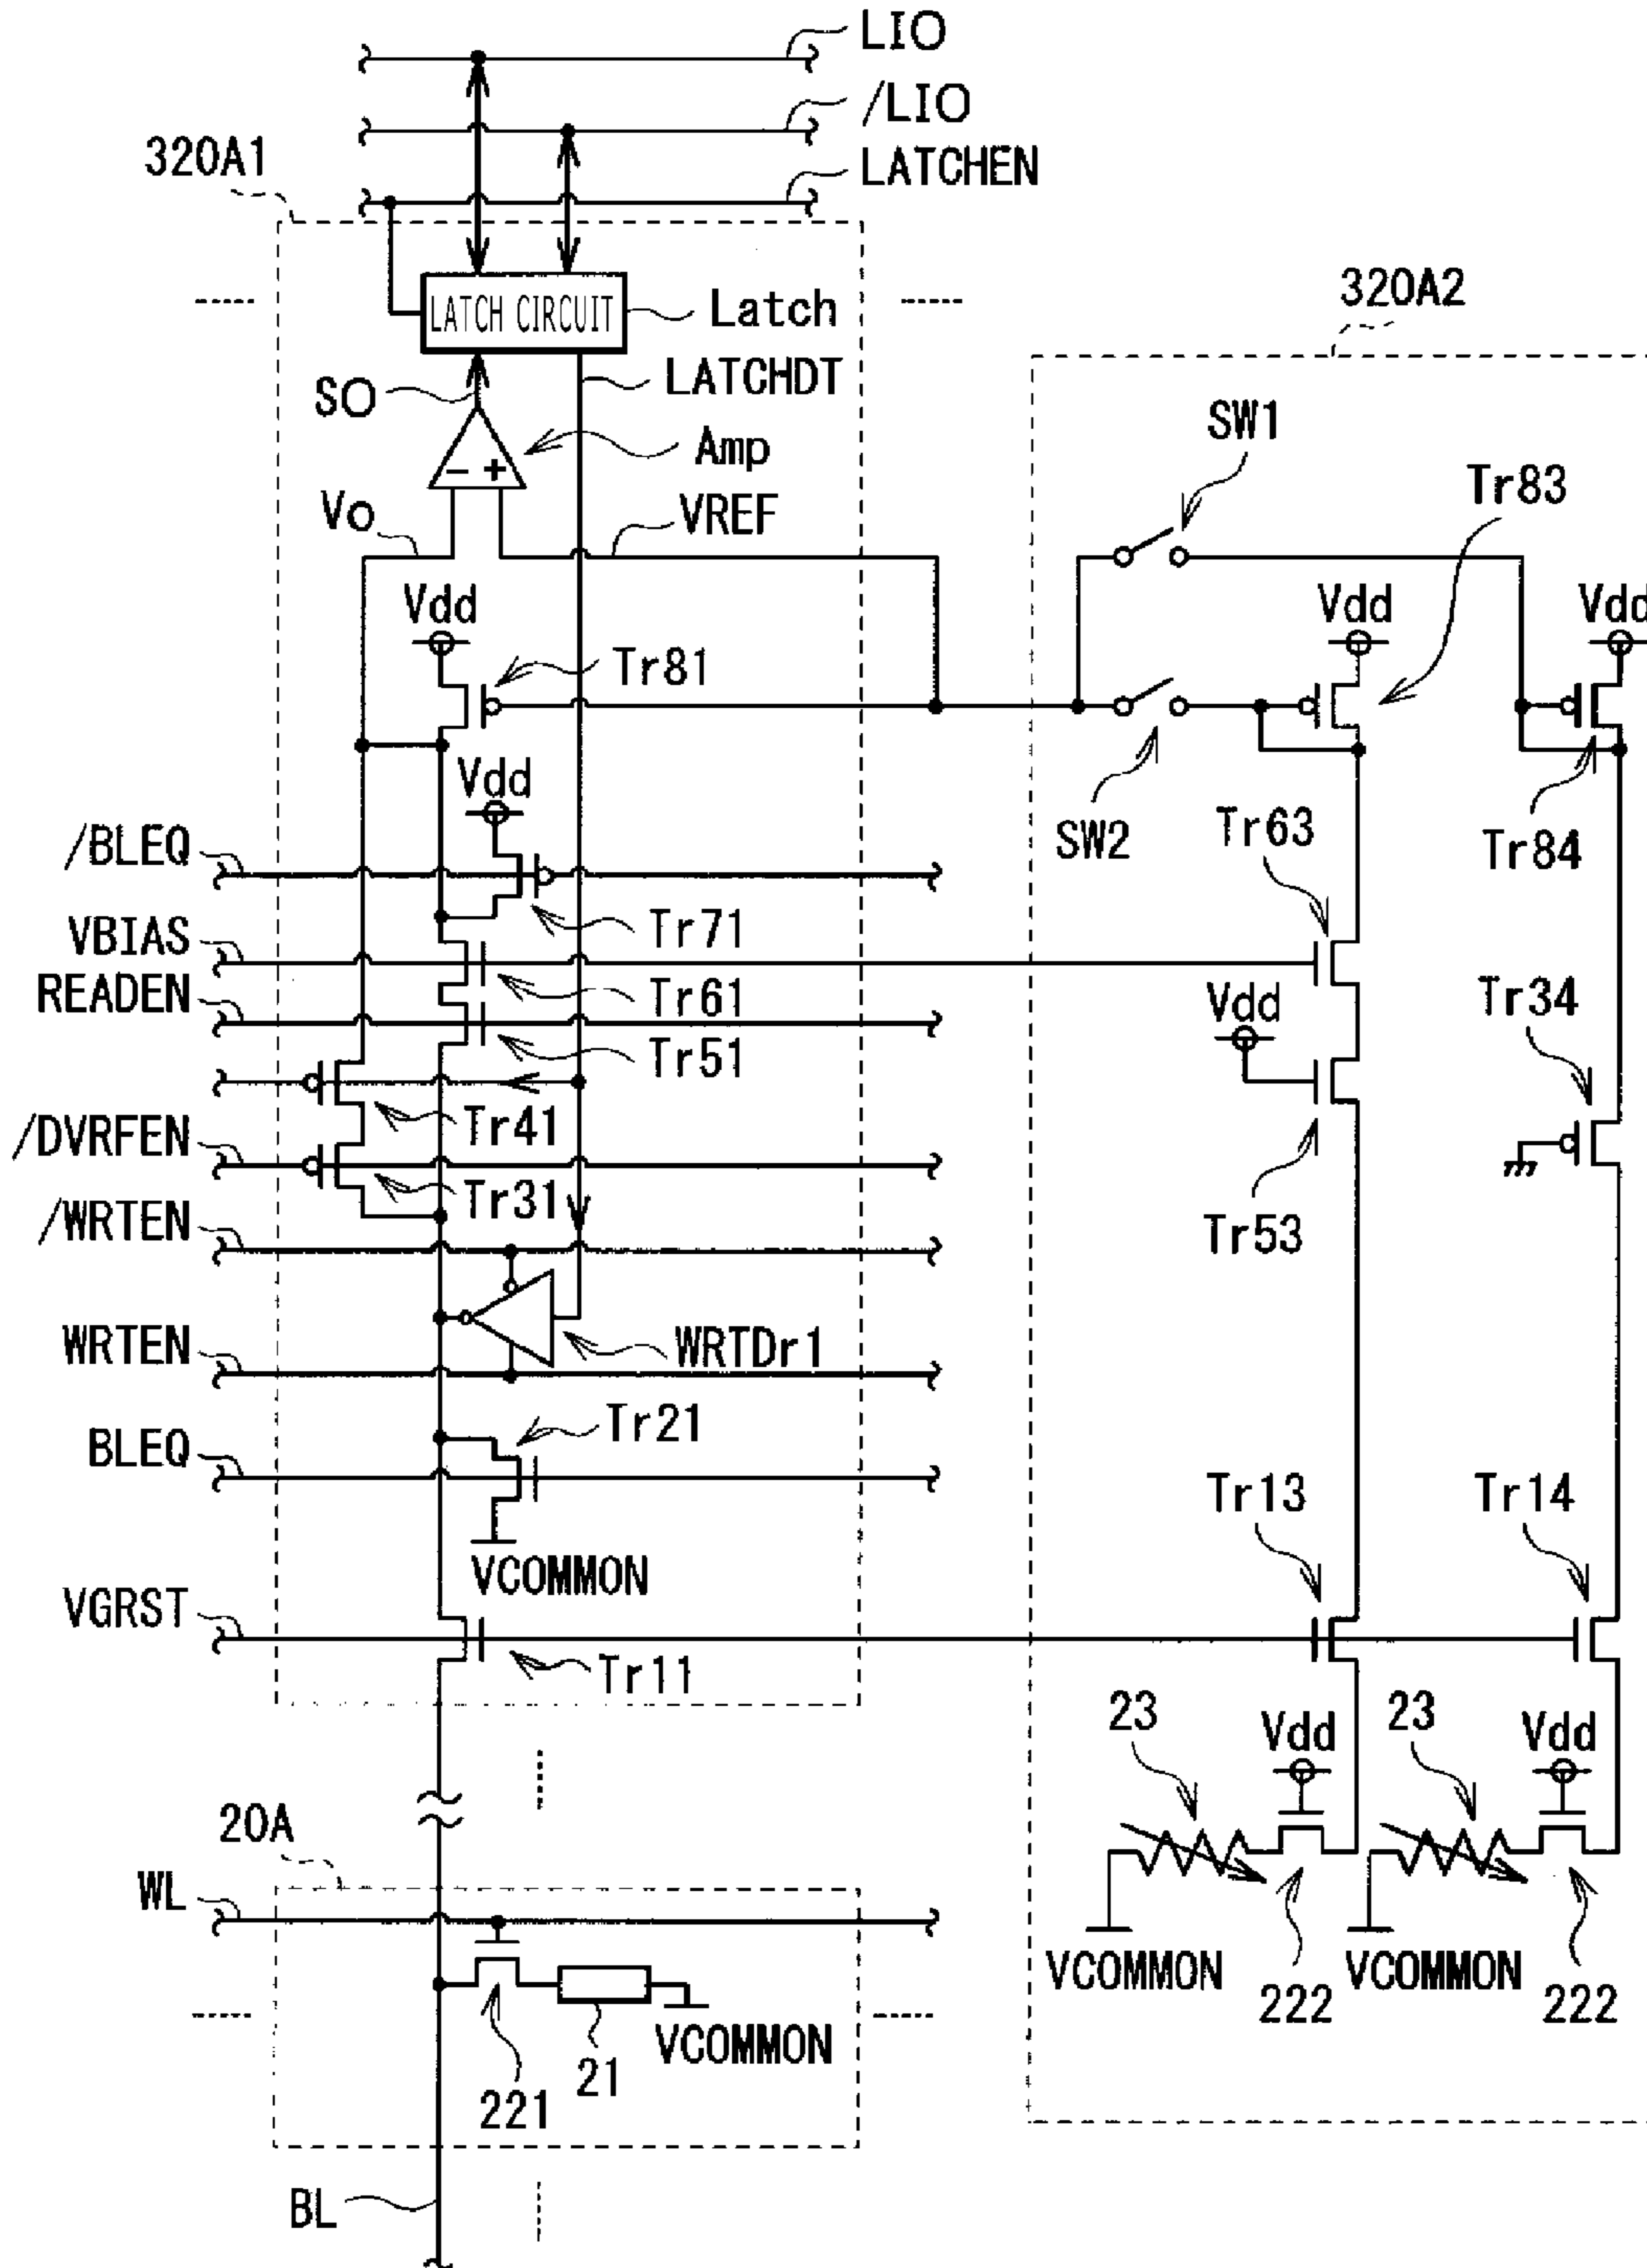 LIO
/LIO
320A1
LATCHEN
320A2
LATCH CIRCUIT
Latch
LATCHDT
SO
SW1
Amp
Tr83
- +
Vo
VREF
Vdd
Vdd
Vdd
Tr81
Vdd
Tr63
SW2
Tr84
/BLEQ
Tr71
VBIAS
Tr61
READEN
Vdd
Tr34
Tr51
/DVRFEN
Tr41
Tr31
/WRTEN
Tr53
WRTEN
WRTDr1
Tr21
BLEQ
Tr13
Tr14
VCOMMON
VGRST
Tr11
23
Vdd
23
Vdd
20A
WL
VCOMMON
VCOMMON
222
222
VCOMMON
21
221
BL